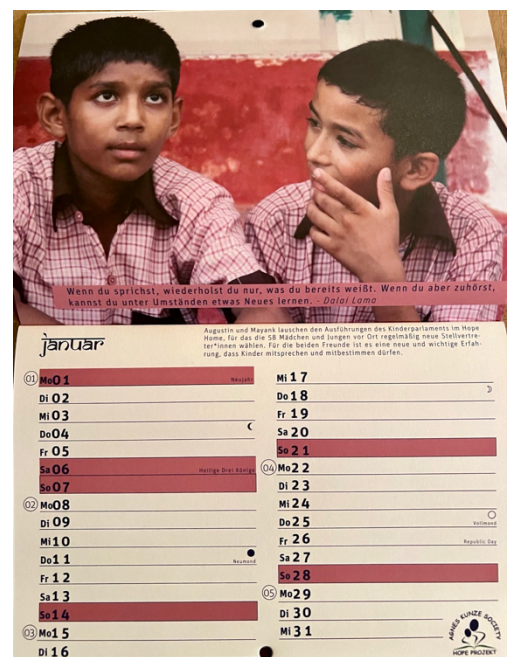 Wenn du sprichst, wiederholst du nur, was du bereits weißt. Wenn du aber zuhörst,
kannst du unter Umständen etwas Neues lernen. - Dalai Lama
januar
Augustin und Mayank lauschen den Ausführungen des Kinderparlaments im Hope
Home, für das die 58 Mädchen und Jungen vor Ort regelmäßig neue Stellvertre-
ter*innen wählen. Für die beiden Freunde ist es eine neue und wichtige Erfah-
rung, dass Kinder mitsprechen und mitbestimmen dürfen.
01 Mo 01 Neujahr
Di 02
Mi 03
Do 04
Fr 05
Sa 06 Heilige Drei Könige
So 07
02 Mo 08
Di 09
Mi 10
Do 11 Neumond
Fr 12
Sa 13
So 14
03 Mo 15
Di 16
Mi 17
Do 18
Fr 19
Sa 20
So 21
04 Mo 22
Di 23
Mi 24
Do 25 Vollmond
Fr 26 Republic Day
Sa 27
So 28
05 Mo 29
Di 30
Mi 31
AGNES KUNZE SOCIETY
HOPE PROJEKT